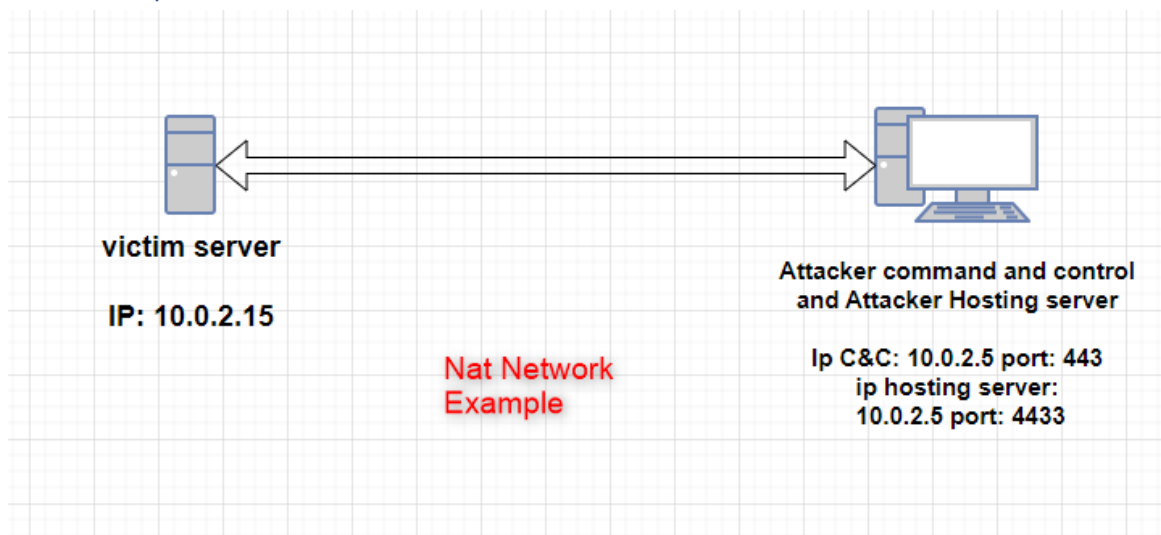 victim server
IP: 10.0.2.15
Nat Network
Example
Attacker command and control
and Attacker Hosting server
Ip C&C: 10.0.2.5 port: 443
ip hosting server:
10.0.2.5 port: 4433